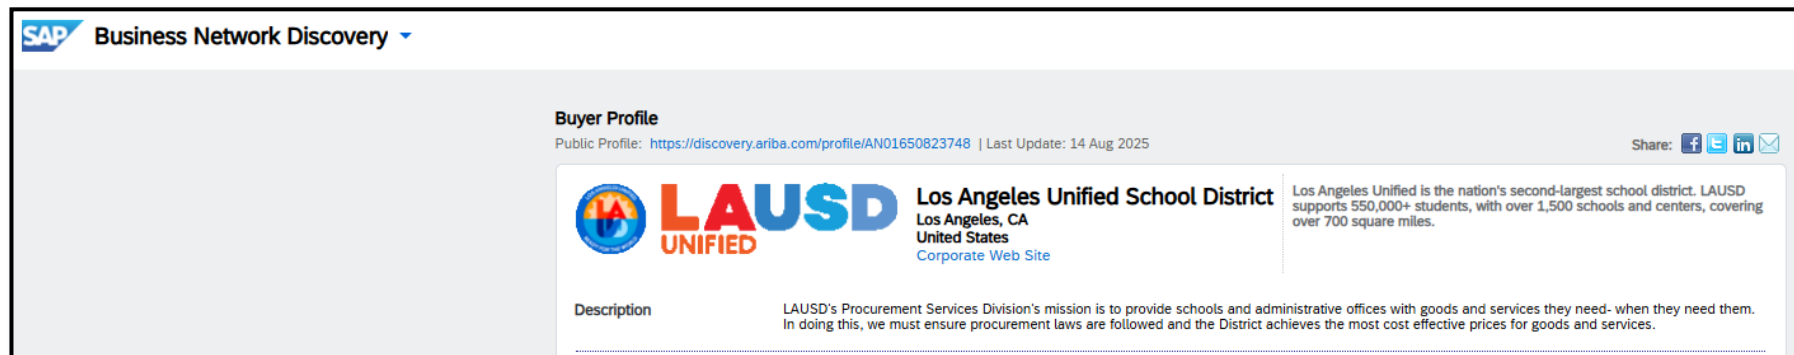 SAP Business Network Discovery
Buyer Profile
Public Profile: https://discovery.ariba.com/profile/AN01650823748 | Last Update: 14 Aug 2025
Share:
LAUSD
UNIFIED
Los Angeles Unified School District
Los Angeles, CA
United States
Corporate Web Site
Los Angeles Unified is the nation's second-largest school district. LAUSD
supports 550,000+ students, with over 1,500 schools and centers, covering
over 700 square miles.
Description
LAUSD's Procurement Services Division's mission is to provide schools and administrative offices with goods and services they need- when they need them.
In doing this, we must ensure procurement laws are followed and the District achieves the most cost effective prices for goods and services.